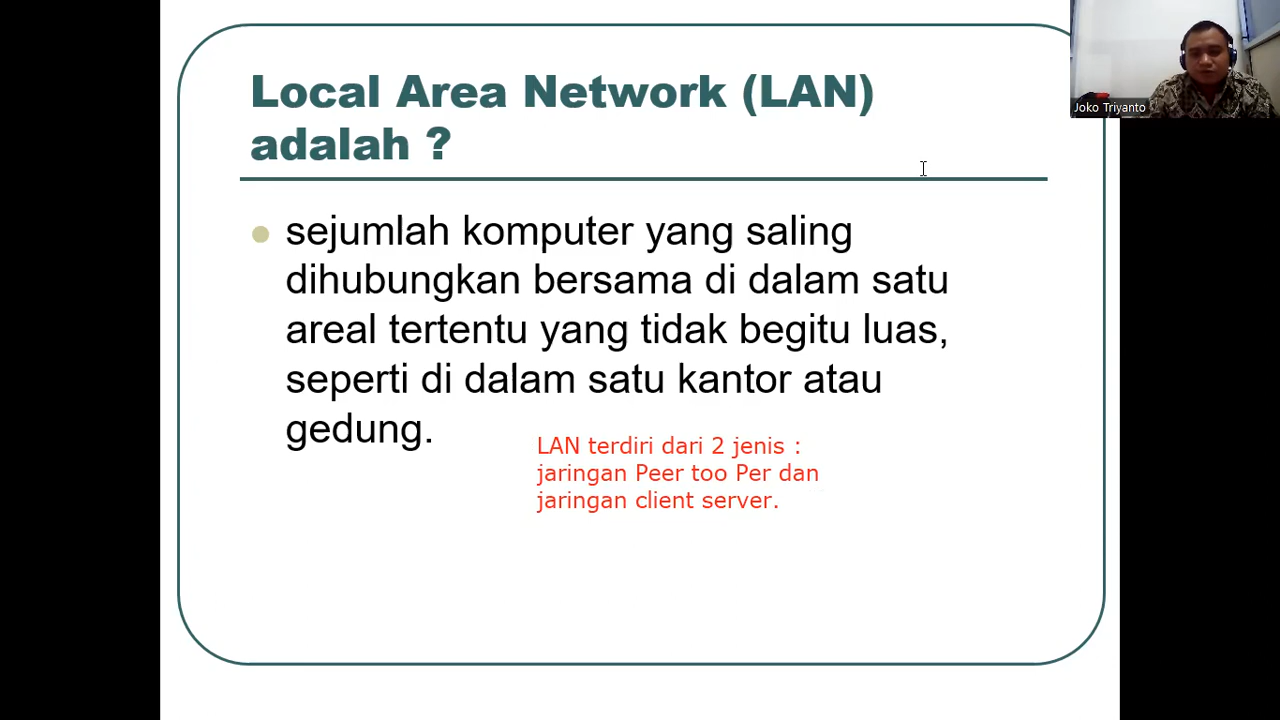 Local Area Network (LAN)
adalah ?
sejumlah komputer yang saling
dihubungkan bersama di dalam satu
areal tertentu yang tidak begitu luas,
seperti di dalam satu kantor atau
gedung.
LAN terdiri dari 2 jenis :
jaringan Peer too Per dan
jaringan client server.
Joko Triyanto